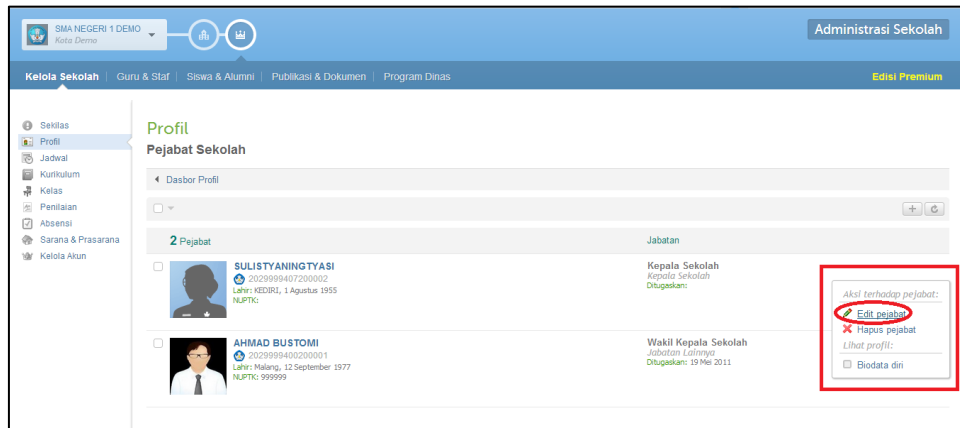 SMA NEGERI 1 DEMO
Kota Demo
Administrasi Sekolah
Kelola Sekolah | Guru & Staf | Siswa & Alumni | Publikasi & Dokumen | Program Dinas
Edisi Premium
Sekilas
Profil
Jadwal
Kurikulum
Kelas
Penilaian
Absensi
Sarana & Prasarana
Kelola Akun
Profil
Pejabat Sekolah
Dasbor Profil
2 Pejabat
Jabatan
SULISTYANINGTYASI
2029999407200002
Lahir: KEDIRI, 1 Agustus 1955
NUPTK:
Kepala Sekolah
Kepala Sekolah
Ditugaskan:
AHMAD BUSTOMI
2029999400200001
Lahir: Malang, 12 September 1977
NUPTK: 999999
Wakil Kepala Sekolah
Jabatan Lainnya
Ditugaskan: 19 Mei 2011
Aksi terhadap pejabat:
Edit pejabat
Hapus pejabat
Lihat profil:
Biodata diri